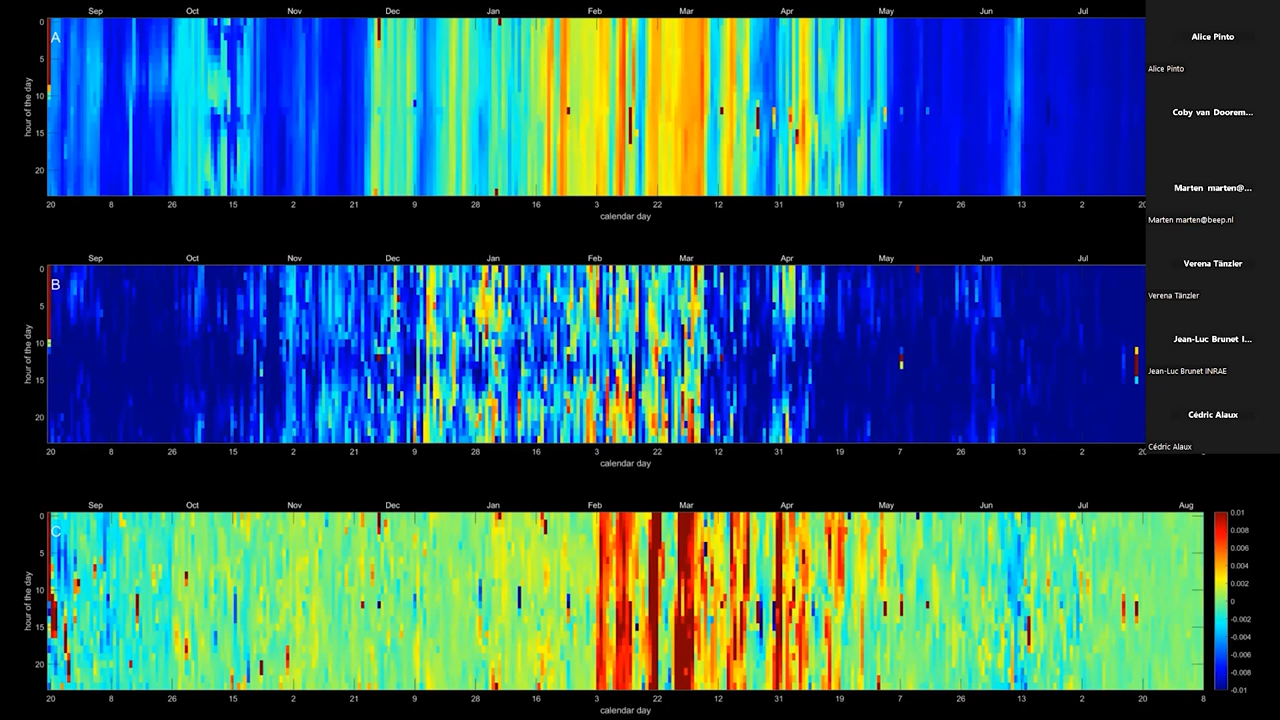 Sep Oct Nov Dec Jan Feb Mar Apr May Jun Jul
A
0
5
10
15
20
hour of the day
20 8 26 15 2 21 9 28 16 3 22 12 31 19 7 26 13 2 20
calendar day
Sep Oct Nov Dec Jan Feb Mar Apr May Jun Jul
B
0
5
10
15
20
hour of the day
20 8 26 15 2 21 9 28 16 3 22 12 31 19 7 26 13 2 20
calendar day
Sep Oct Nov Dec Jan Feb Mar Apr May Jun Jul Aug
C
0
5
10
15
20
hour of the day
20 8 26 15 2 21 9 28 16 3 22 12 31 19 7 26 13 2 20 8
calendar day
0.01
0.008
0.006
0.004
0.002
0
-0.002
-0.004
-0.006
-0.008
-0.01
Alice Pinto
Alice Pinto
Coby van Doorem...
Marten marten@...
Marten marten@beep.nl
Verena Tänzler
Verena Tänzler
Jean-Luc Brunet I...
Jean-Luc Brunet INRAE
Cédric Alaux
Cédric Alaux